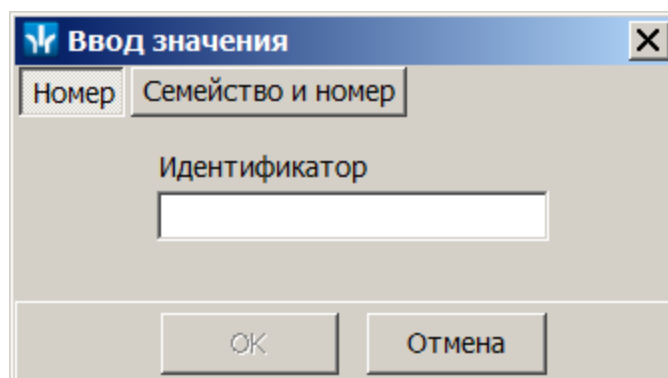 Ввод значения
Номер Семейство и номер
Идентификатор
OK Отмена